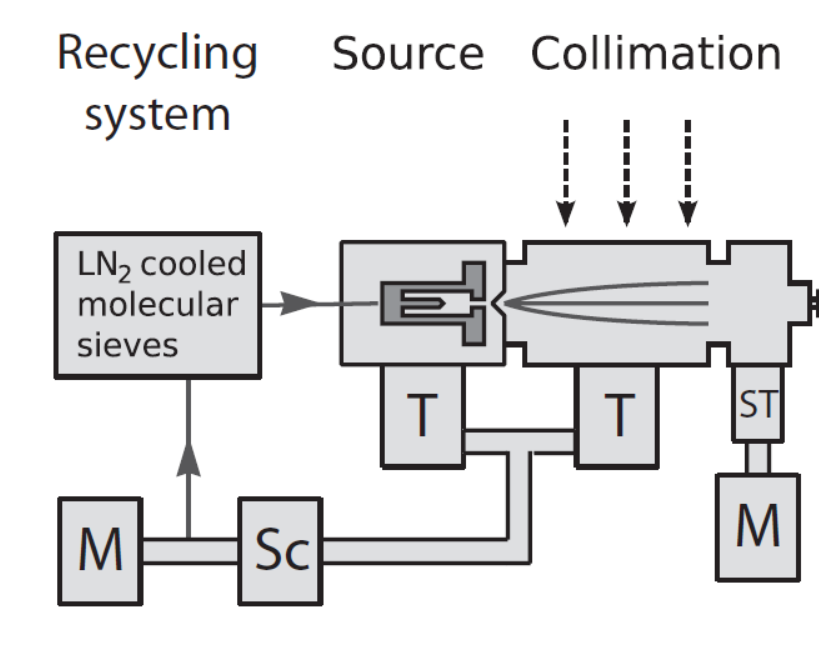 Recycling
system
Source
Collimation
LN₂ cooled
molecular
sieves
T
T
ST
M
Sc
M